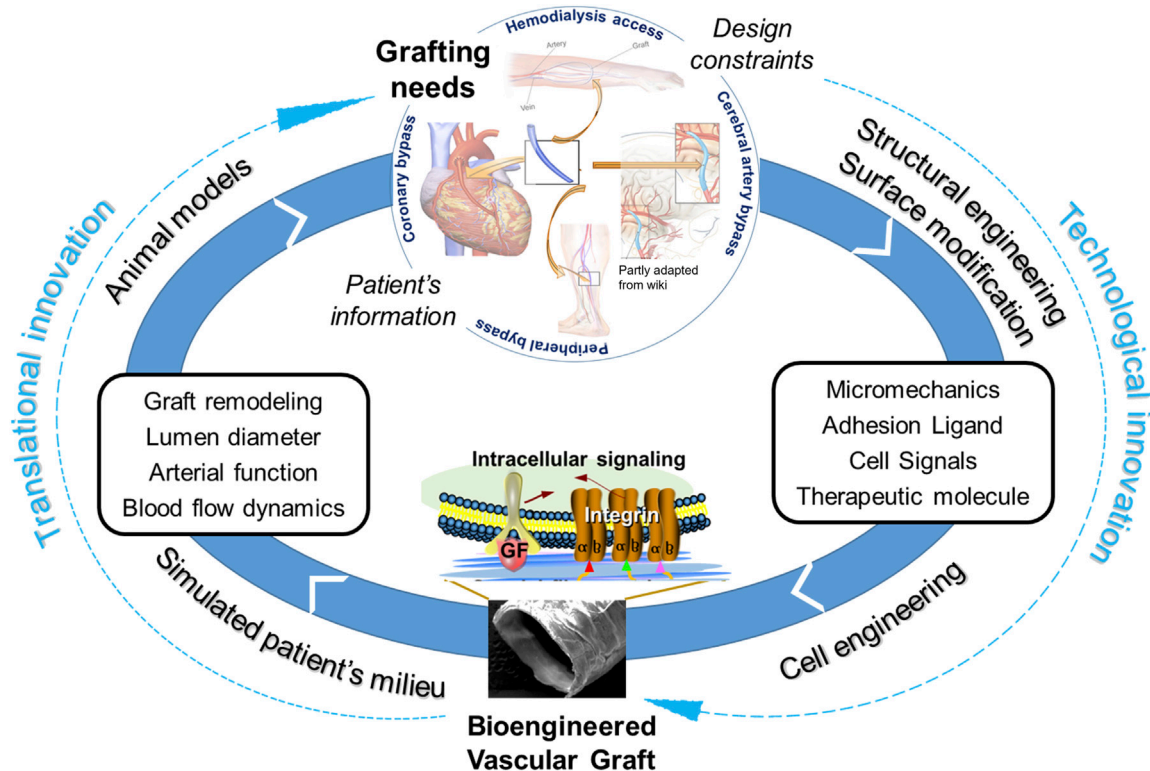 Hemodialysis access
Design
constraints
Grafting
needs
Artery
Graft
Vein
Coronary bypass
Cerebral artery bypass
Peripheral bypass
Partly adapted
from wiki
Patient's
information
Structural engineering
Surface modification
Technological innovation
Micromechanics
Adhesion Ligand
Cell Signals
Therapeutic molecule
Cell engineering
Intracellular signaling
Integrin
GF
α β
α β
α β
Bioengineered
Vascular Graft
Simulated patient's milieu
Graft remodeling
Lumen diameter
Arterial function
Blood flow dynamics
Animal models
Translational innovation